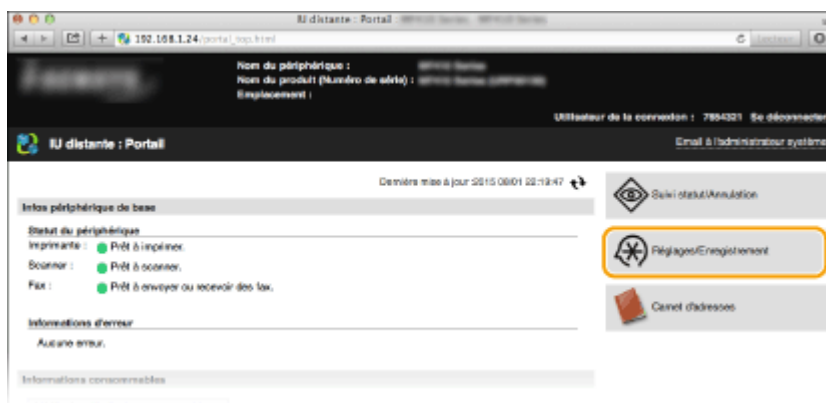 IU distante : Portail
192.168.1.24/portal_top.html
Lecteur
Nom du périphérique :
Nom du produit (Numéro de série) :
Emplacement :
Utilisateur de la connexion : 7654321 Se déconnecter
IU distante : Portail
Email à l'administrateur système
Dernière mise à jour :2015 08/01 22:19:47
Infos périphérique de base
Statut du périphérique
Imprimante : Prêt à imprimer.
Scanner : Prêt à scanner.
Fax : Prêt à envoyer ou recevoir des fax.
Informations d'erreur
Aucune erreur.
Informations consommables
Suivi statut/Annulation
Réglages/Enregistrement
Carnet d'adresses